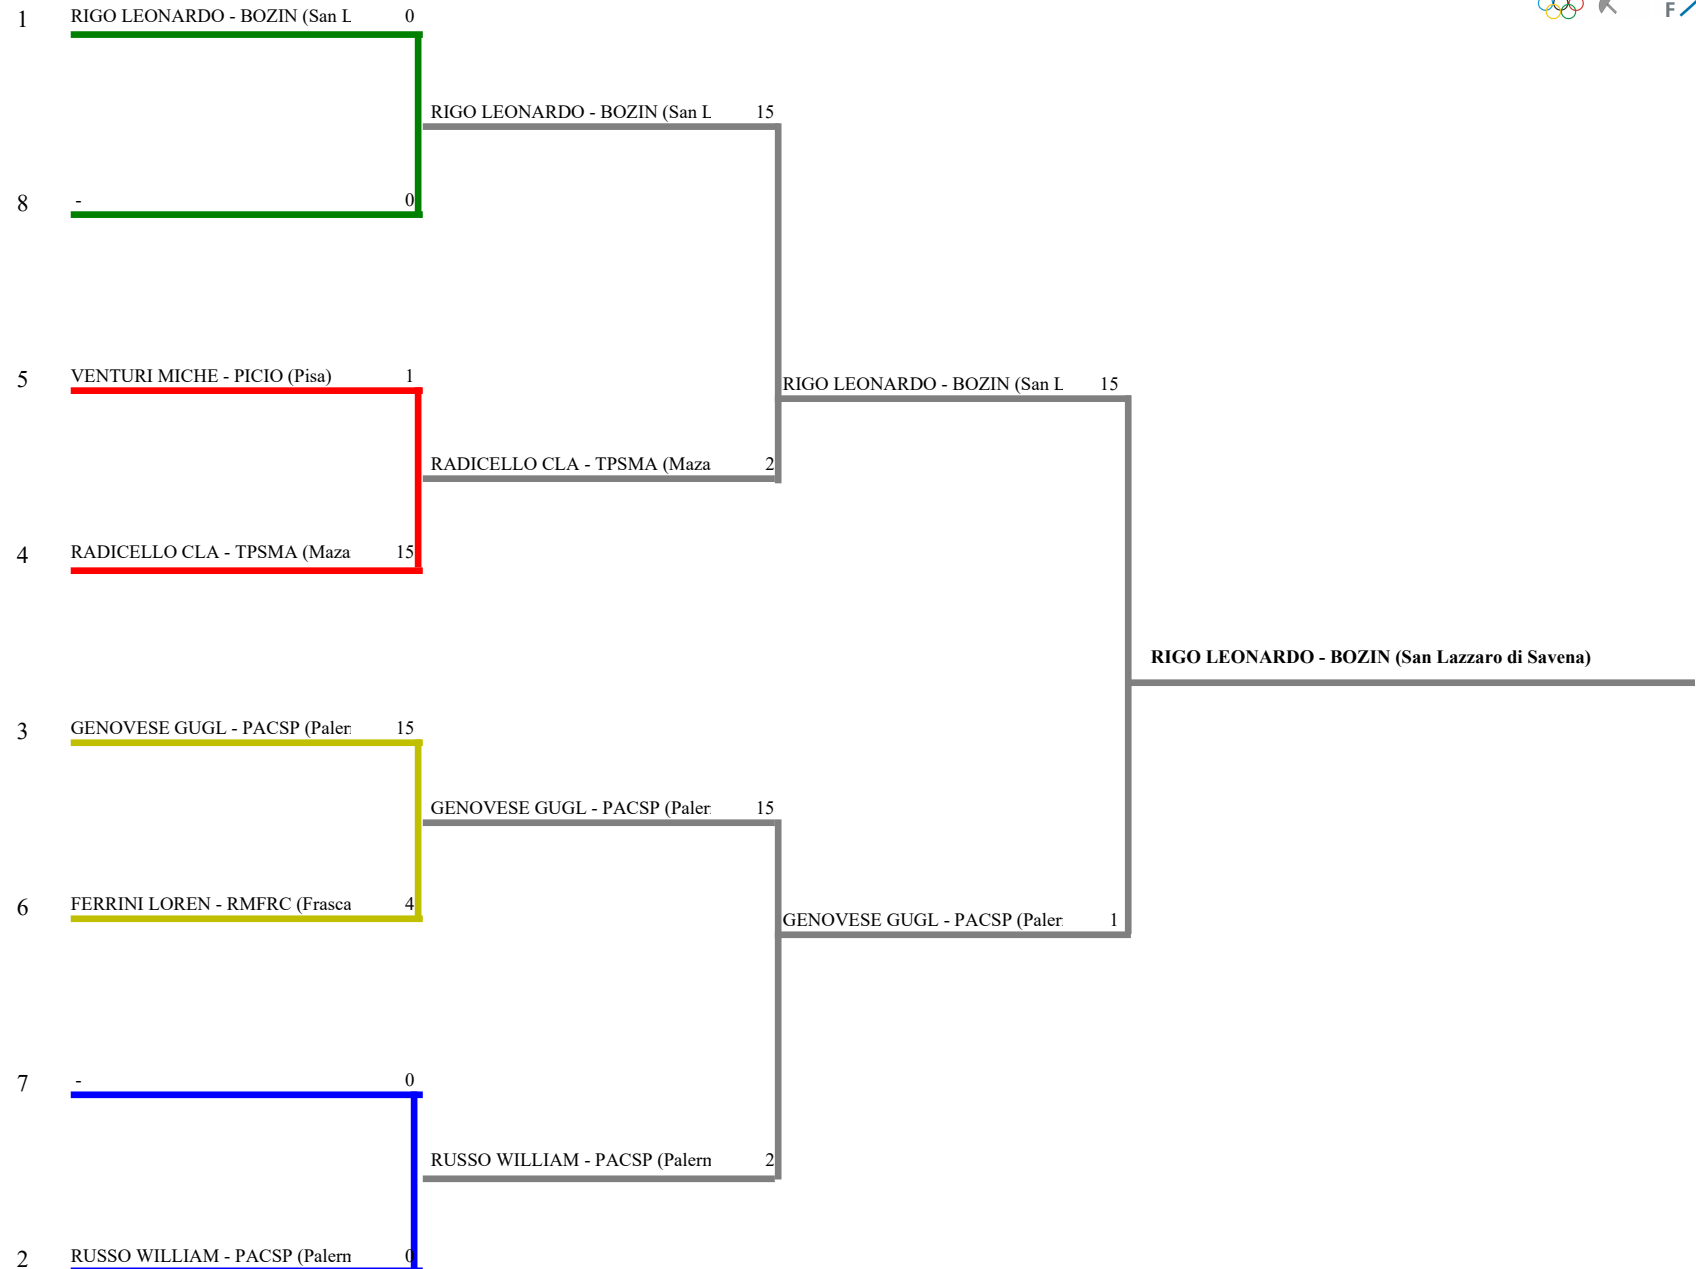 1 RIGO LEONARDO - BOZIN (San L 0
RIGO LEONARDO - BOZIN (San L 15
8 - 0
5 VENTURI MICHE - PICIO (Pisa) 1
RIGO LEONARDO - BOZIN (San L 15
RADICELLO CLA - TPSMA (Maza 2
4 RADICELLO CLA - TPSMA (Maza 15
RIGO LEONARDO - BOZIN (San Lazzaro di Savena)
3 GENOVESE GUGL - PACSP (Paler 15
GENOVESE GUGL - PACSP (Paler 15
6 FERRINI LOREN - RMFRC (Frasca 4
GENOVESE GUGL - PACSP (Paler 1
7 - 0
RUSSO WILLIAM - PACSP (Palern 2
2 RUSSO WILLIAM - PACSP (Palern 0
F